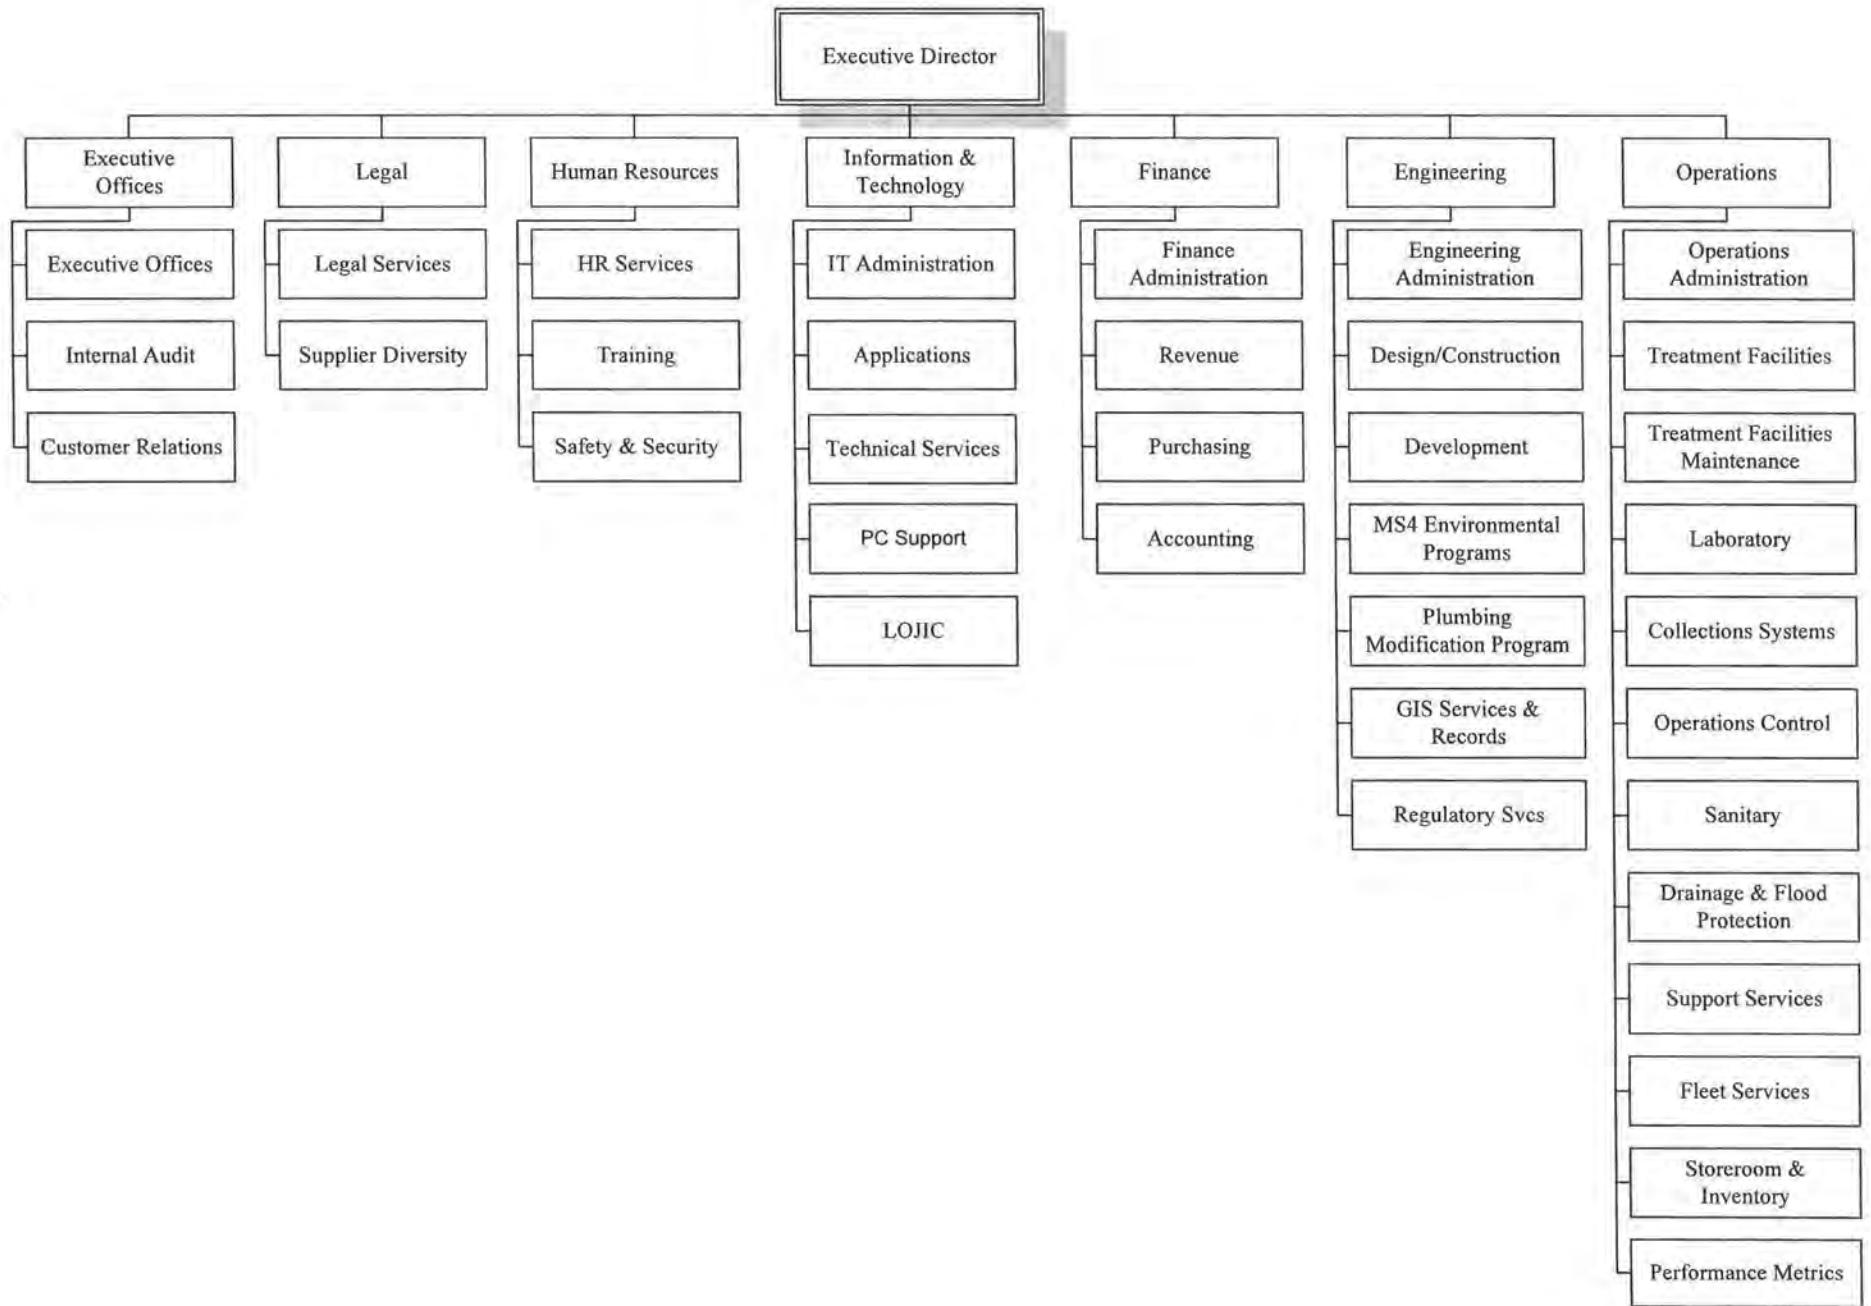 Executive Director
Executive
Offices
Legal
Human Resources
Information &
Technology
Finance
Engineering
Operations
Executive Offices
Internal Audit
Customer Relations
Legal Services
Supplier Diversity
HR Services
Training
Safety & Security
IT Administration
Applications
Technical Services
PC Support
LOJIC
Finance
Administration
Revenue
Purchasing
Accounting
Engineering
Administration
Design/Construction
Development
MS4 Environmental
Programs
Plumbing
Modification Program
GIS Services &
Records
Regulatory Svcs
Operations
Administration
Treatment Facilities
Treatment Facilities
Maintenance
Laboratory
Collections Systems
Operations Control
Sanitary
Drainage & Flood
Protection
Support Services
Fleet Services
Storeroom &
Inventory
Performance Metrics